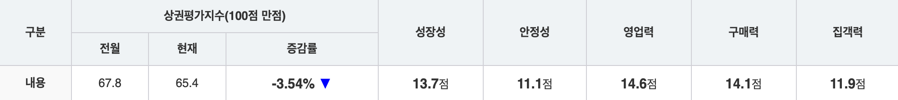 구분 상권평가지수(100점 만점) 성장성 안정성 영업력 구매력 집객력
전월 현재 증감률
내용 67.8 65.4 -3.54% ▼ 13.7점 11.1점 14.6점 14.1점 11.9점